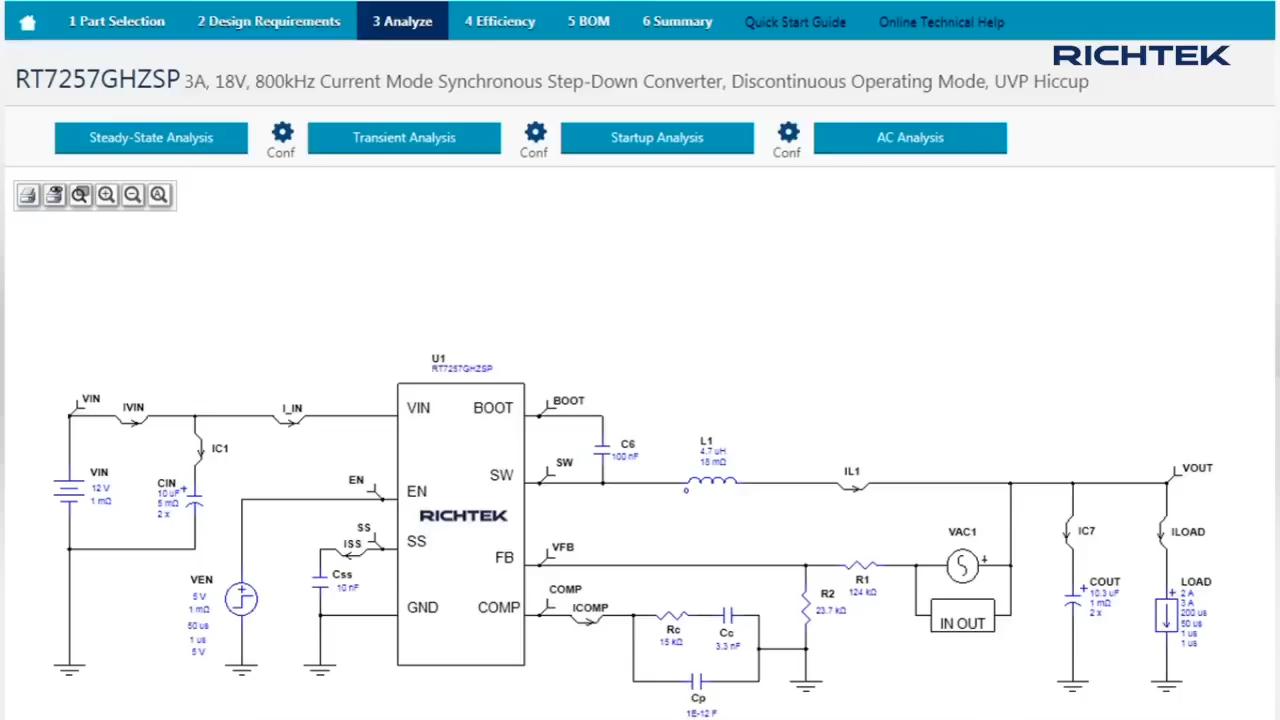 1 Part Selection 2 Design Requirements 3 Analyze 4 Efficiency 5 BOM 6 Summary Quick Start Guide Online Technical Help
RICHTEK
RT7257GHZSP 3A, 18V, 800kHz Current Mode Synchronous Step-Down Converter, Discontinuous Operating Mode, UVP Hiccup
Steady-State Analysis Conf Transient Analysis Conf Startup Analysis Conf AC Analysis
U1
RT7257GHZSP
VIN
IVIN
I_IN
IC1
VIN
12 V
1 mΩ
CIN
10 uF
5 mΩ
2 x
EN
SS
ISS
Css
10 nF
VEN
5 V
1 mΩ
50 us
1 us
5 V
VIN BOOT
SW
EN
RICHTEK
SS
FB
GND COMP
BOOT
C6
100 nF
SW
L1
4.7 uH
18 mΩ
IL1
VOUT
VFB
COMP
ICOMP
Rc
15 kΩ
Cc
3.3 nF
Cp
1E-12 F
R2
23.7 kΩ
R1
124 kΩ
VAC1
IN OUT
IC7
COUT
10.3 uF
1 mΩ
2 x
ILOAD
LOAD
2 A
3 A
200 us
50 us
1 us
1 us